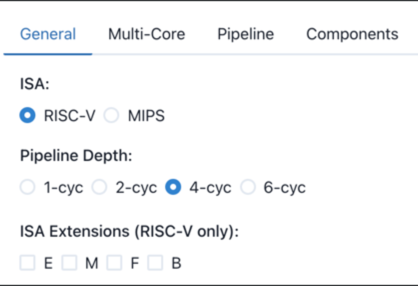 General Multi-Core Pipeline Components
ISA:
RISC-V MIPS
Pipeline Depth:
1-cyc 2-cyc 4-cyc 6-cyc
ISA Extensions (RISC-V only):
E M F B